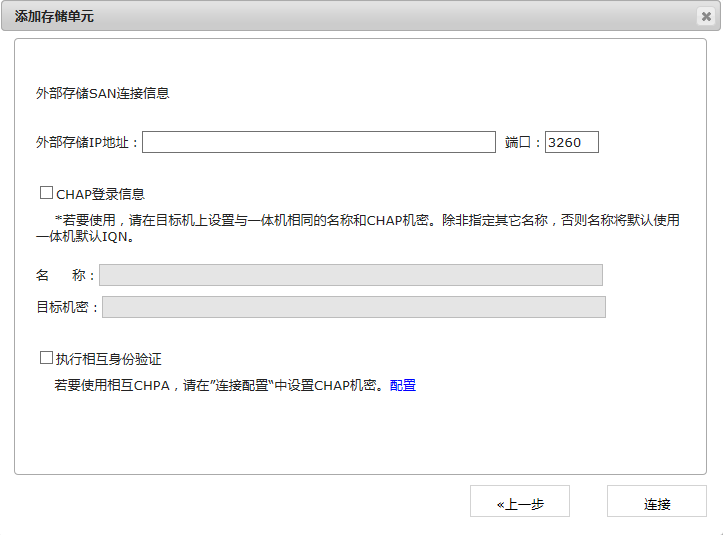 添加存储单元
外部存储SAN连接信息
外部存储IP地址： 端口：3260
CHAP登录信息
*若要使用，请在目标机上设置与一体机相同的名称和CHAP机密。除非指定其它名称，否则名称将默认使用
一体机默认IQN。
名 称：
目标机密：
执行相互身份验证
若要使用相互CHPA，请在”连接配置“中设置CHAP机密。配置
«上一步 连接